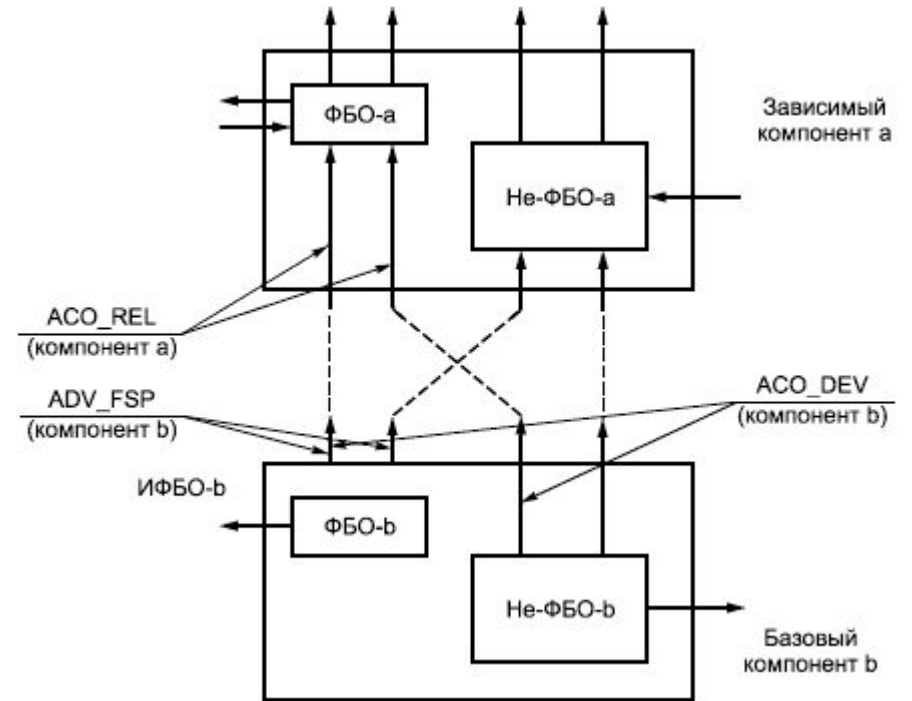 ФБО-а
Зависимый
компонент а
Не-ФБО-а
ACO_REL
(компонент а)
ADV_FSP
(компонент b)
ACO_DEV
(компонент b)
ИФБО-b
ФБО-b
Не-ФБО-b
Базовый
компонент b